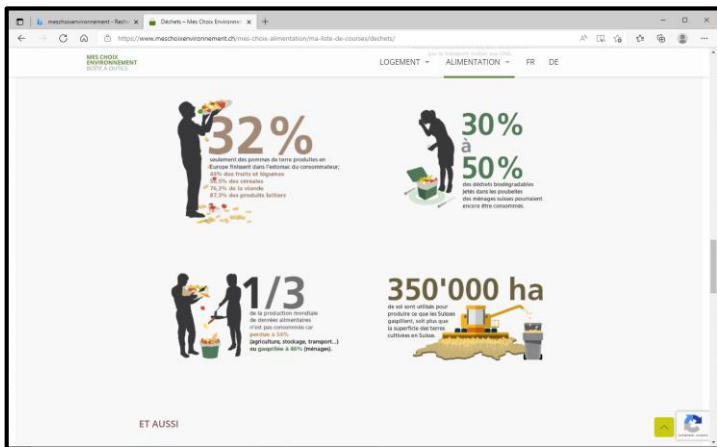 meschoixenvironnement - Rech
Déchets – Mes Choix Environne
https://www.meschoixenvironnement.ch/mes-choix-alimentation/ma-liste-de-courses/dechets/
MES CHOIX
ENVIRONNEMENT
BOÎTE À OUTILS
LOGEMENT
ALIMENTATION
FR
DE
32%
seulement des pommes de terre produites en
Europe finissent dans l'estomac du consommateur;
des fruits et légumes
des céréales
76,2% de la viande
87,3% des produits laitiers
30%
à
50%
des déchets biodégradables
jetés dans les poubelles
des ménages suisses pourraient
encore être consommés.
1/3
de la production mondiale
de denrées alimentaires
n'est pas consommée car
perdue à
(agriculture, stockage, transport...)
ou gaspillée à 46% (ménages).
350'000 ha
de sol sont utilisés pour
produire ce que les Suisses
gaspillent, soit plus que
la superficie des terres
cultivées en Suisse.
ET AUSSI